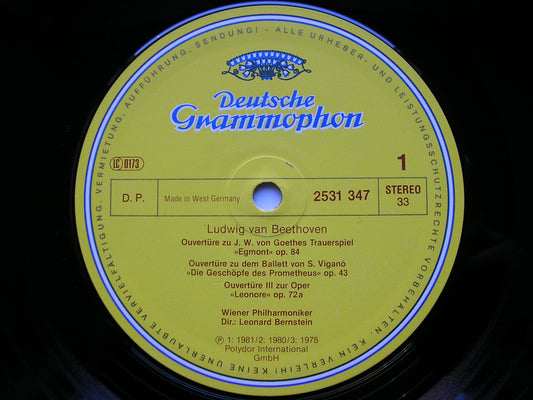 VERVIELFÄLTIGUNG, VERMIETUNG, AUFFÜHRUNG, SENDUNG! · ALLE URHEBER- UND LEISTUNGSSCHUTZRECHTE VORBEHALTEN · KEIN VERLEIH! KEINE UNERLAUBTE
Deutsche
Grammophon
LC 0173
1
D. P.
Made in West Germany
2531 347
STEREO
33
Ludwig van Beethoven
Ouvertüre zu J. W. von Goethes Trauerspiel
»Egmont« op. 84
Ouvertüre zu dem Ballett von S. Viganó
»Die Geschöpfe des Prometheus« op. 43
Ouvertüre III zur Oper
»Leonore« op. 72a
Wiener Philharmoniker
Dir.: Leonard Bernstein
Ⓟ 1: 1981/2: 1980/3: 1978
Polydor International
GmbH